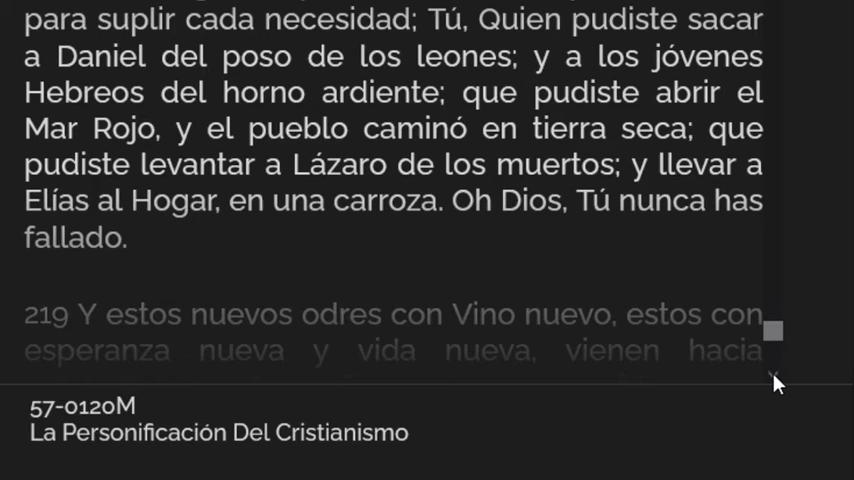 para suplir cada necesidad; Tú, Quien pudiste sacar
a Daniel del poso de los leones; y a los jóvenes
Hebreos del horno ardiente; que pudiste abrir el
Mar Rojo, y el pueblo caminó en tierra seca; que
pudiste levantar a Lázaro de los muertos; y llevar a
Elías al Hogar, en una carroza. Oh Dios, Tú nunca has
fallado.
219 Y estos nuevos odres con Vino nuevo, estos con
esperanza nueva y vida nueva, vienen hacia
57-0120M
La Personificación Del Cristianismo